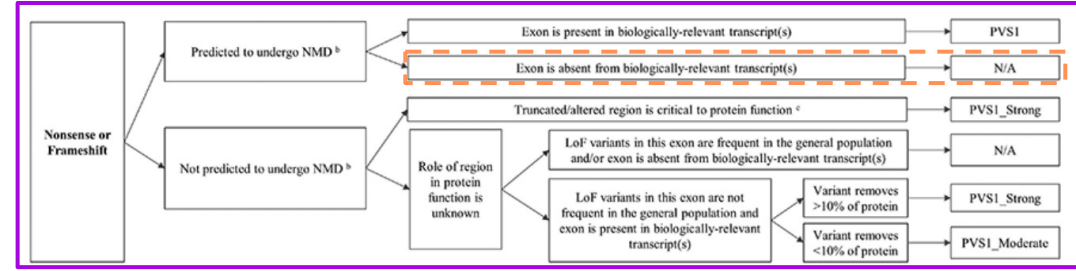 Nonsense or
Frameshift
Predicted to undergo NMD b
Exon is present in biologically-relevant transcript(s)
PVS1
Exon is absent from biologically-relevant transcript(s)
N/A
Not predicted to undergo NMD b
Truncated/altered region is critical to protein function c
PVS1_Strong
Role of region
in protein
function is
unknown
LoF variants in this exon are frequent in the general population
and/or exon is absent from biologically-relevant transcript(s)
N/A
LoF variants in this exon are not
frequent in the general population and
exon is present in biologically-relevant
transcript(s)
Variant removes
>10% of protein
PVS1_Strong
Variant removes
<10% of protein
PVS1_Moderate